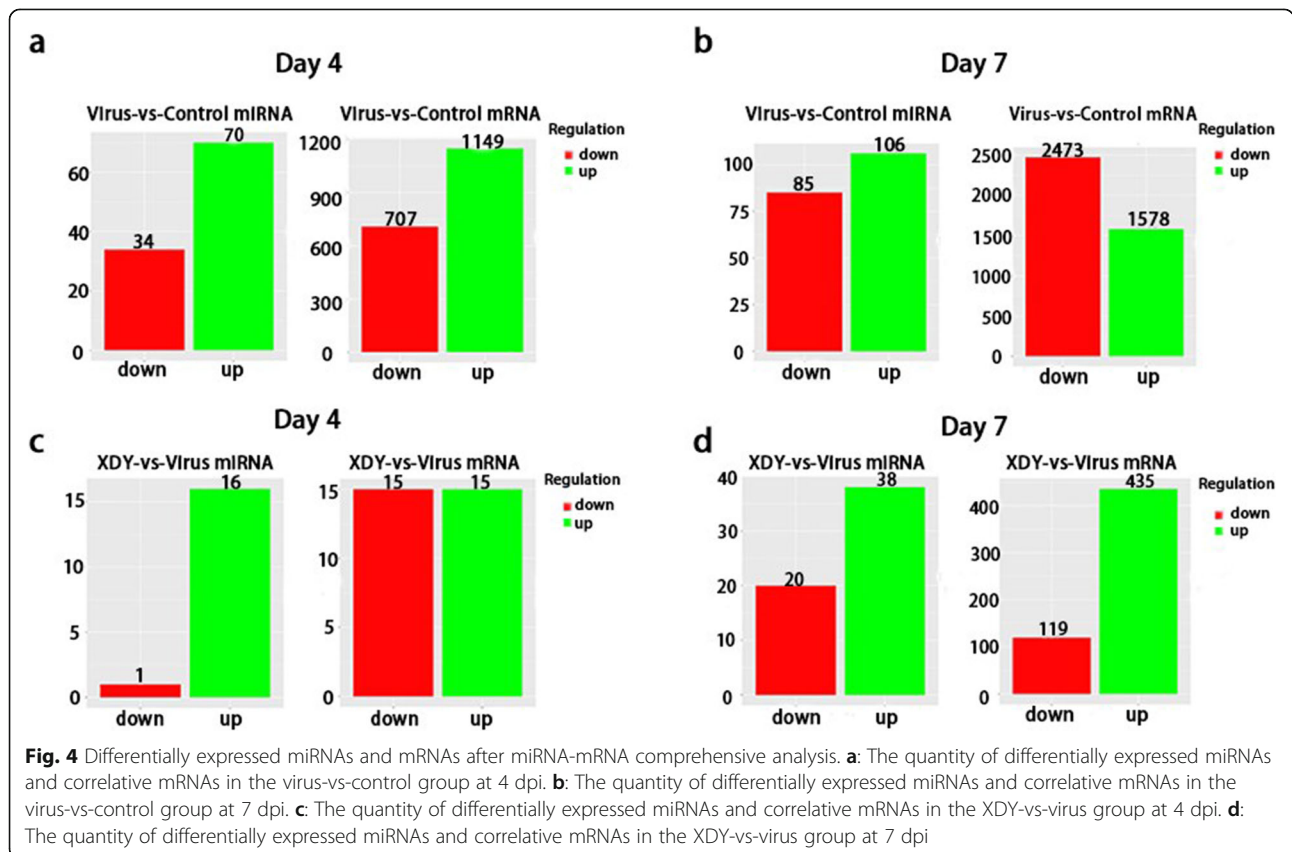 a
Day 4
Virus-vs-Control miRNA
70
60
40
34
20
0
down up
Virus-vs-Control mRNA
1200
1149
900
707
600
300
0
down up
Regulation
down
up
b
Day 7
Virus-vs-Control miRNA
106
100
85
75
50
25
0
down up
Virus-vs-Control mRNA
2500
2473
2000
1578
1500
1000
500
0
down up
Regulation
down
up
c
Day 4
XDY-vs-Virus miRNA
16
15
10
5
1
0
down up
XDY-vs-Virus mRNA
15
15 15
10
5
0
down up
Regulation
down
up
d
Day 7
XDY-vs-Virus miRNA
40
38
30
20
20
10
0
down up
XDY-vs-Virus mRNA
435
400
300
200
119
100
0
down up
Regulation
down
up
Fig. 4 Differentially expressed miRNAs and mRNAs after miRNA-mRNA comprehensive analysis. a: The quantity of differentially expressed miRNAs
and correlative mRNAs in the virus-vs-control group at 4 dpi. b: The quantity of differentially expressed miRNAs and correlative mRNAs in the
virus-vs-control group at 7 dpi. c: The quantity of differentially expressed miRNAs and correlative mRNAs in the XDY-vs-virus group at 4 dpi. d:
The quantity of differentially expressed miRNAs and correlative mRNAs in the XDY-vs-virus group at 7 dpi